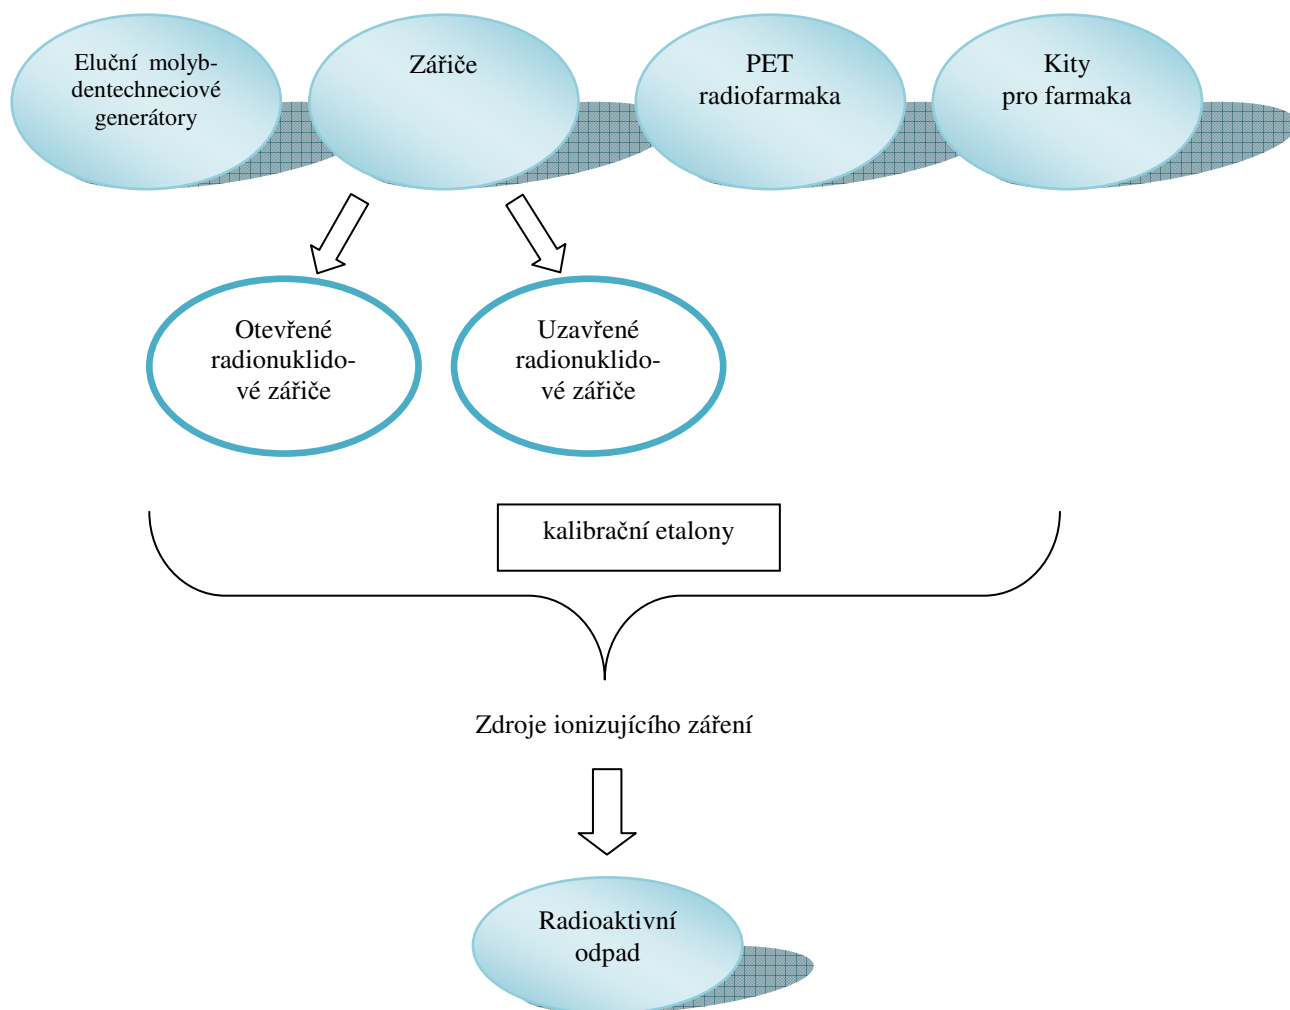 Eluční molyb-
dentechneciové
generátory
Zářiče
PET
radiofarmaka
Kity
pro farmaka
Otevřené
radionuklido-
vé zářiče
Uzavřené
radionuklido-
vé zářiče
kalibrační etalony
Zdroje ionizujícího záření
Radioaktivní
odpad